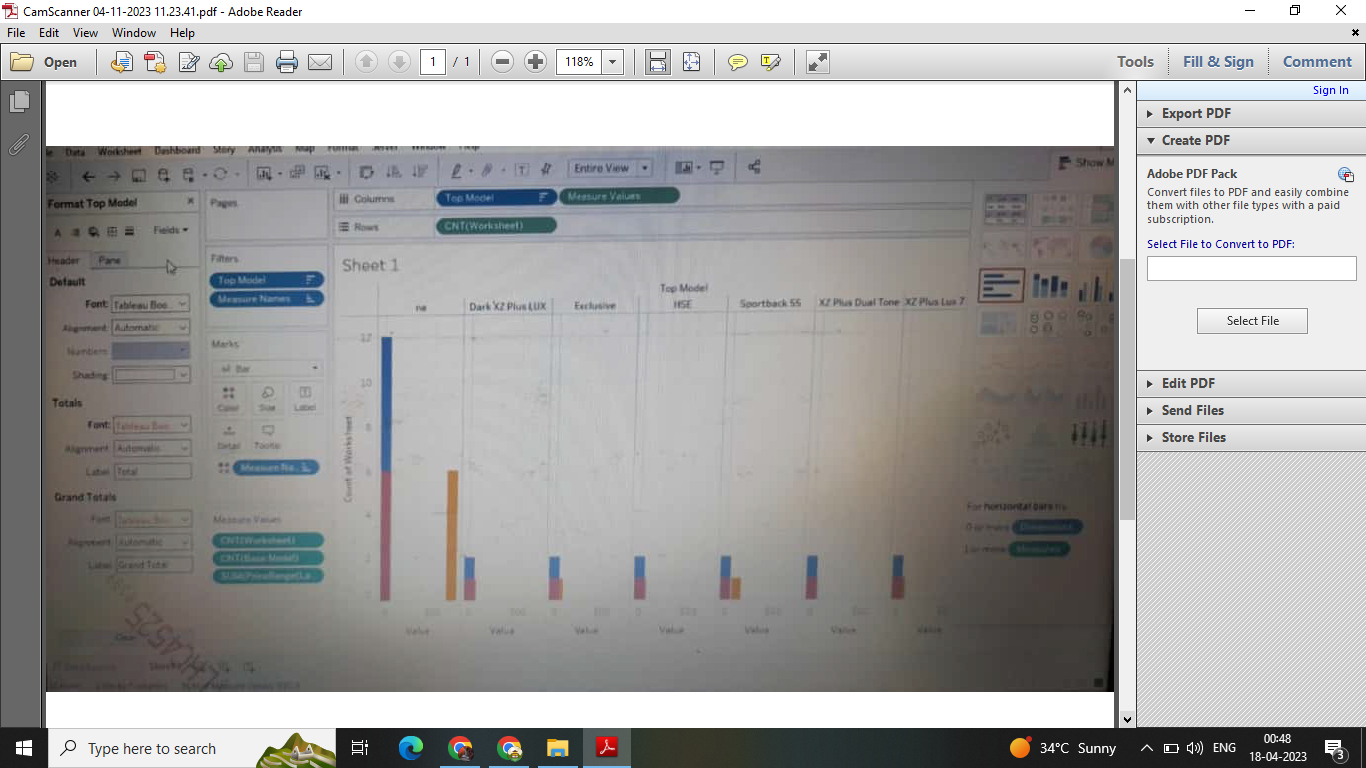 CamScanner 04-11-2023 11.23.41.pdf - Adobe Reader
File Edit View Window Help
Open 1 / 1 118% Tools Fill & Sign Comment
Sign In
Export PDF
Create PDF
Adobe PDF Pack
Convert files to PDF and easily combine
them with other file types with a paid
subscription.
Select File to Convert to PDF:
Select File
Edit PDF
Send Files
Store Files
Data Worksheet Dashboard Story Analysis Map Format Server Window Help
Entire View
Show M
Format Top Model
Fields
Header Pane
Default
Font: Tableau Boo...
Alignment: Automatic
Numbers:
Shading:
Totals
Font: Tableau Boo...
Alignment: Automatic
Label: Total
Grand Totals
Font: Tableau Boo...
Alignment: Automatic
Label: Grand Total
Clear
Pages
Filters
Top Model
Measure Names
Marks
Bar
Color Size Label
Detail Tooltip
Measure Na..
Measure Values
CNT(Worksheet)
CNT(Base Model)
Columns Top Model Measure Values
Rows CNT(Worksheet)
Sheet 1
Top Model
na Dark XZ Plus LUX Exclusive HSE Sportback 55 XZ Plus Dual Tone XZ Plus Lux 7
Count of Worksheet
12
10
8
6
4
2
0
Value Value Value Value Value Value Value
For horizontal bars
0 or more Dimensions
1 or more Measures
Type here to search
34°C Sunny
ENG
00:48
18-04-2023
3